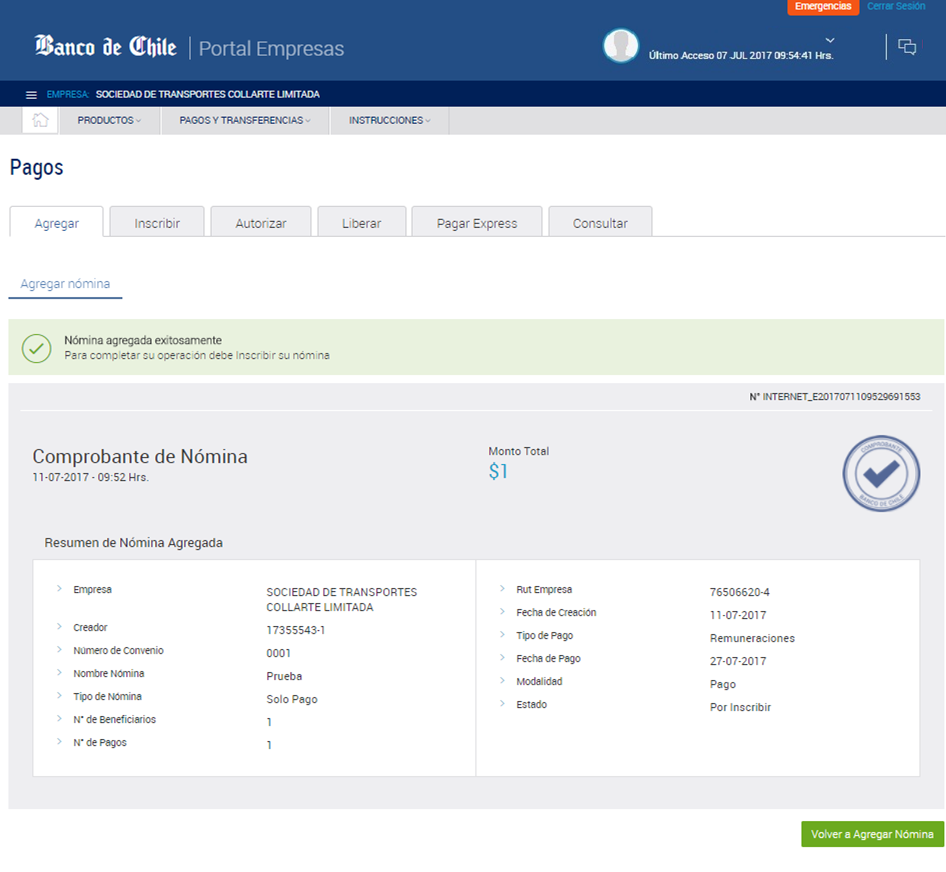 Emergencias Cerrar Sesión
Banco de Chile Portal Empresas
Último Acceso 07 JUL 2017 09:54:41 Hrs.
EMPRESA: SOCIEDAD DE TRANSPORTES COLLARTE LIMITADA
PRODUCTOS PAGOS Y TRANSFERENCIAS INSTRUCCIONES
Pagos
Agregar Inscribir Autorizar Liberar Pagar Express Consultar
Agregar nómina
Nómina agregada exitosamente
Para completar su operación debe Inscribir su nómina
N° INTERNET_E2017071109529691553
Comprobante de Nómina
11-07-2017 - 09:52 Hrs.
Monto Total
$1
COMPROBANTE
BANCO DE CHILE
Resumen de Nómina Agregada
Empresa SOCIEDAD DE TRANSPORTES
COLLARTE LIMITADA
Creador 17355543-1
Número de Convenio 0001
Nombre Nómina Prueba
Tipo de Nómina Solo Pago
N° de Beneficiarios 1
N° de Pagos 1
Rut Empresa 76506620-4
Fecha de Creación 11-07-2017
Tipo de Pago Remuneraciones
Fecha de Pago 27-07-2017
Modalidad Pago
Estado Por Inscribir
Volver a Agregar Nómina